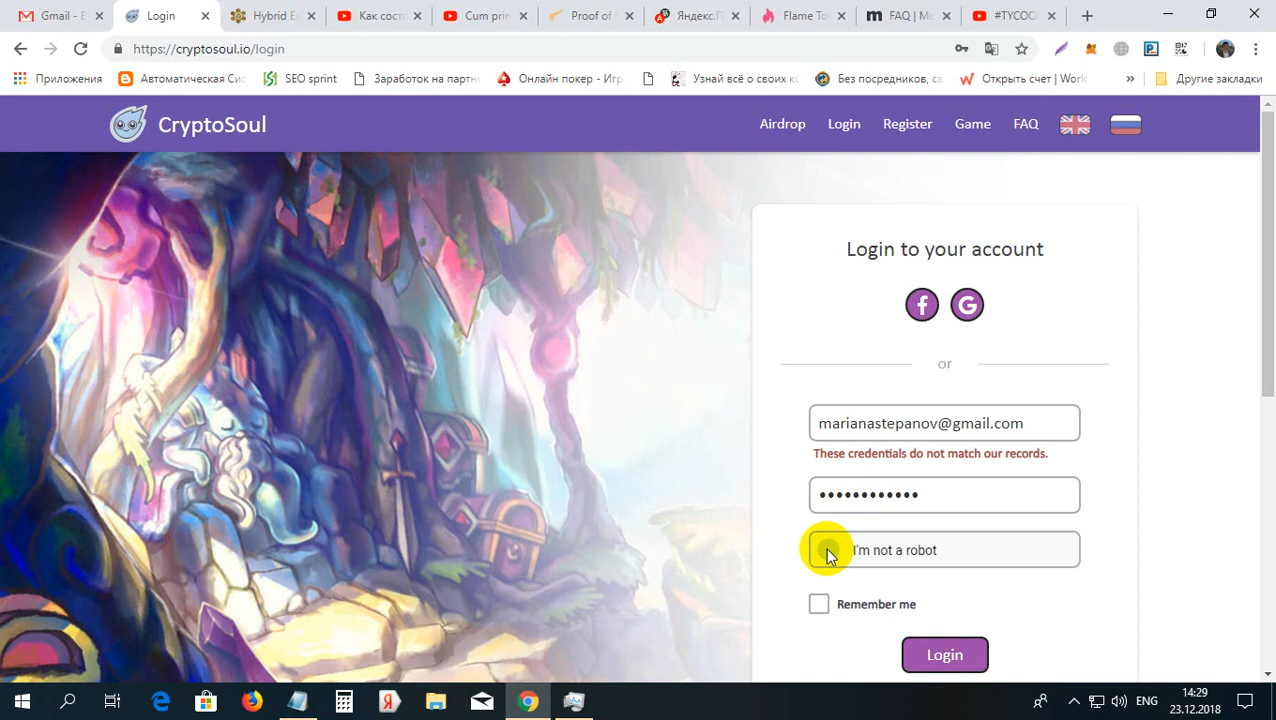 Gmail - E
Login
Hybrid Ex
Как сост
Cum prin
Proof of
Яндекс.П
Flame To
FAQ | M
#TYCOO
https://cryptosoul.io/login
Приложения
Автоматическая Сис
SEO sprint
Заработок на партн
Онлайн покер - Игр
Узнай всё о своих к
Без посредников, са
Открыть счет | Worl
»
Другие закладки
CryptoSoul
Airdrop
Login
Register
Game
FAQ
Login to your account
or
marianastepanov@gmail.com
These credentials do not match our records.
••••••••••••
I'm not a robot
Remember me
Login
ENG
14:29
23.12.2018